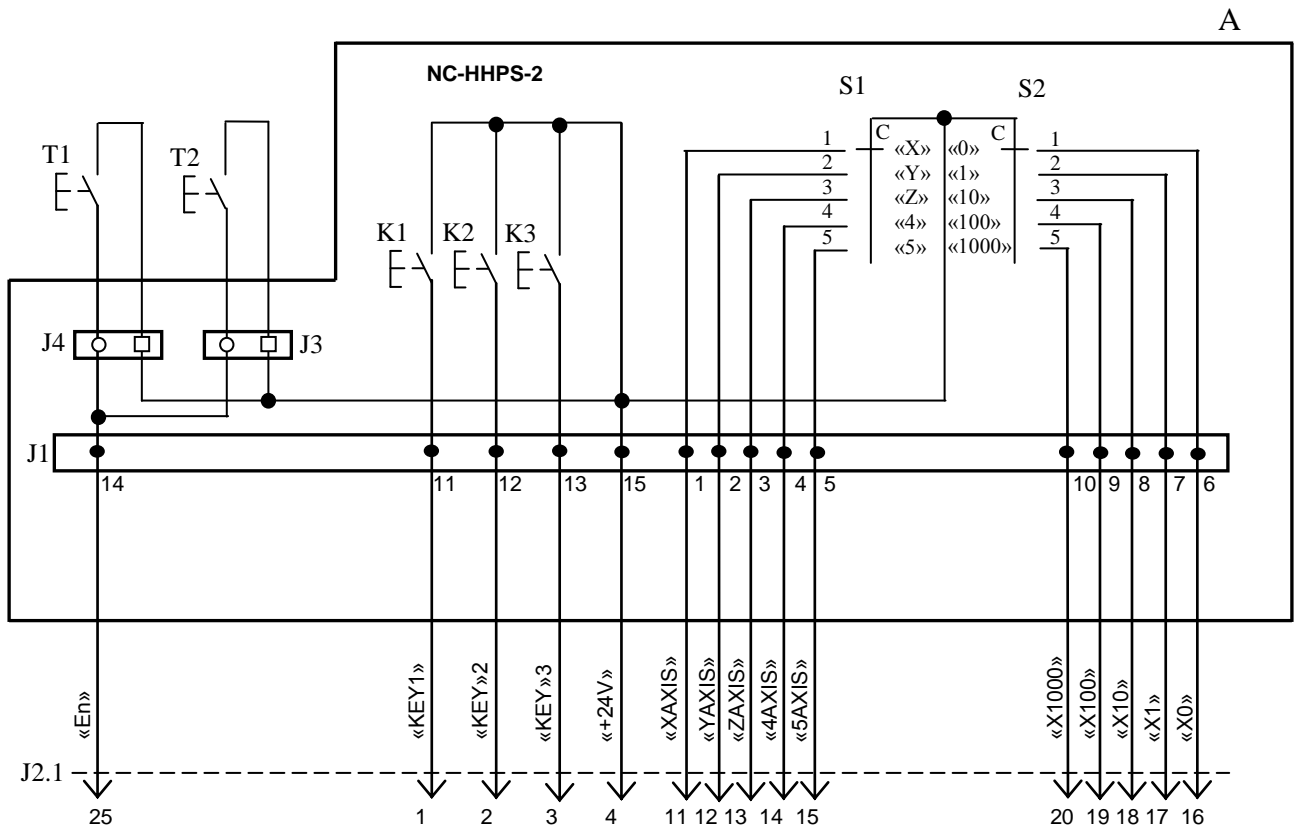 A
NC-HHPS-2
S1 S2
C C
1 «X» «0» 1
2 «Y» «1» 2
3 «Z» «10» 3
4 «4» «100» 4
5 «5» «1000» 5
T1 T2
K1 K2 K3
J4 J3
J1
14 11 12 13 15 1 2 3 4 5 10 9 8 7 6
«En» «KEY1» «KEY»2 «KEY»3 «+24V» «XAXIS» «YAXIS» «ZAXIS» «4AXIS» «5AXIS» «X1000» «X100» «X10» «X1» «X0»
J2.1
25 1 2 3 4 11 12 13 14 15 20 19 18 17 16